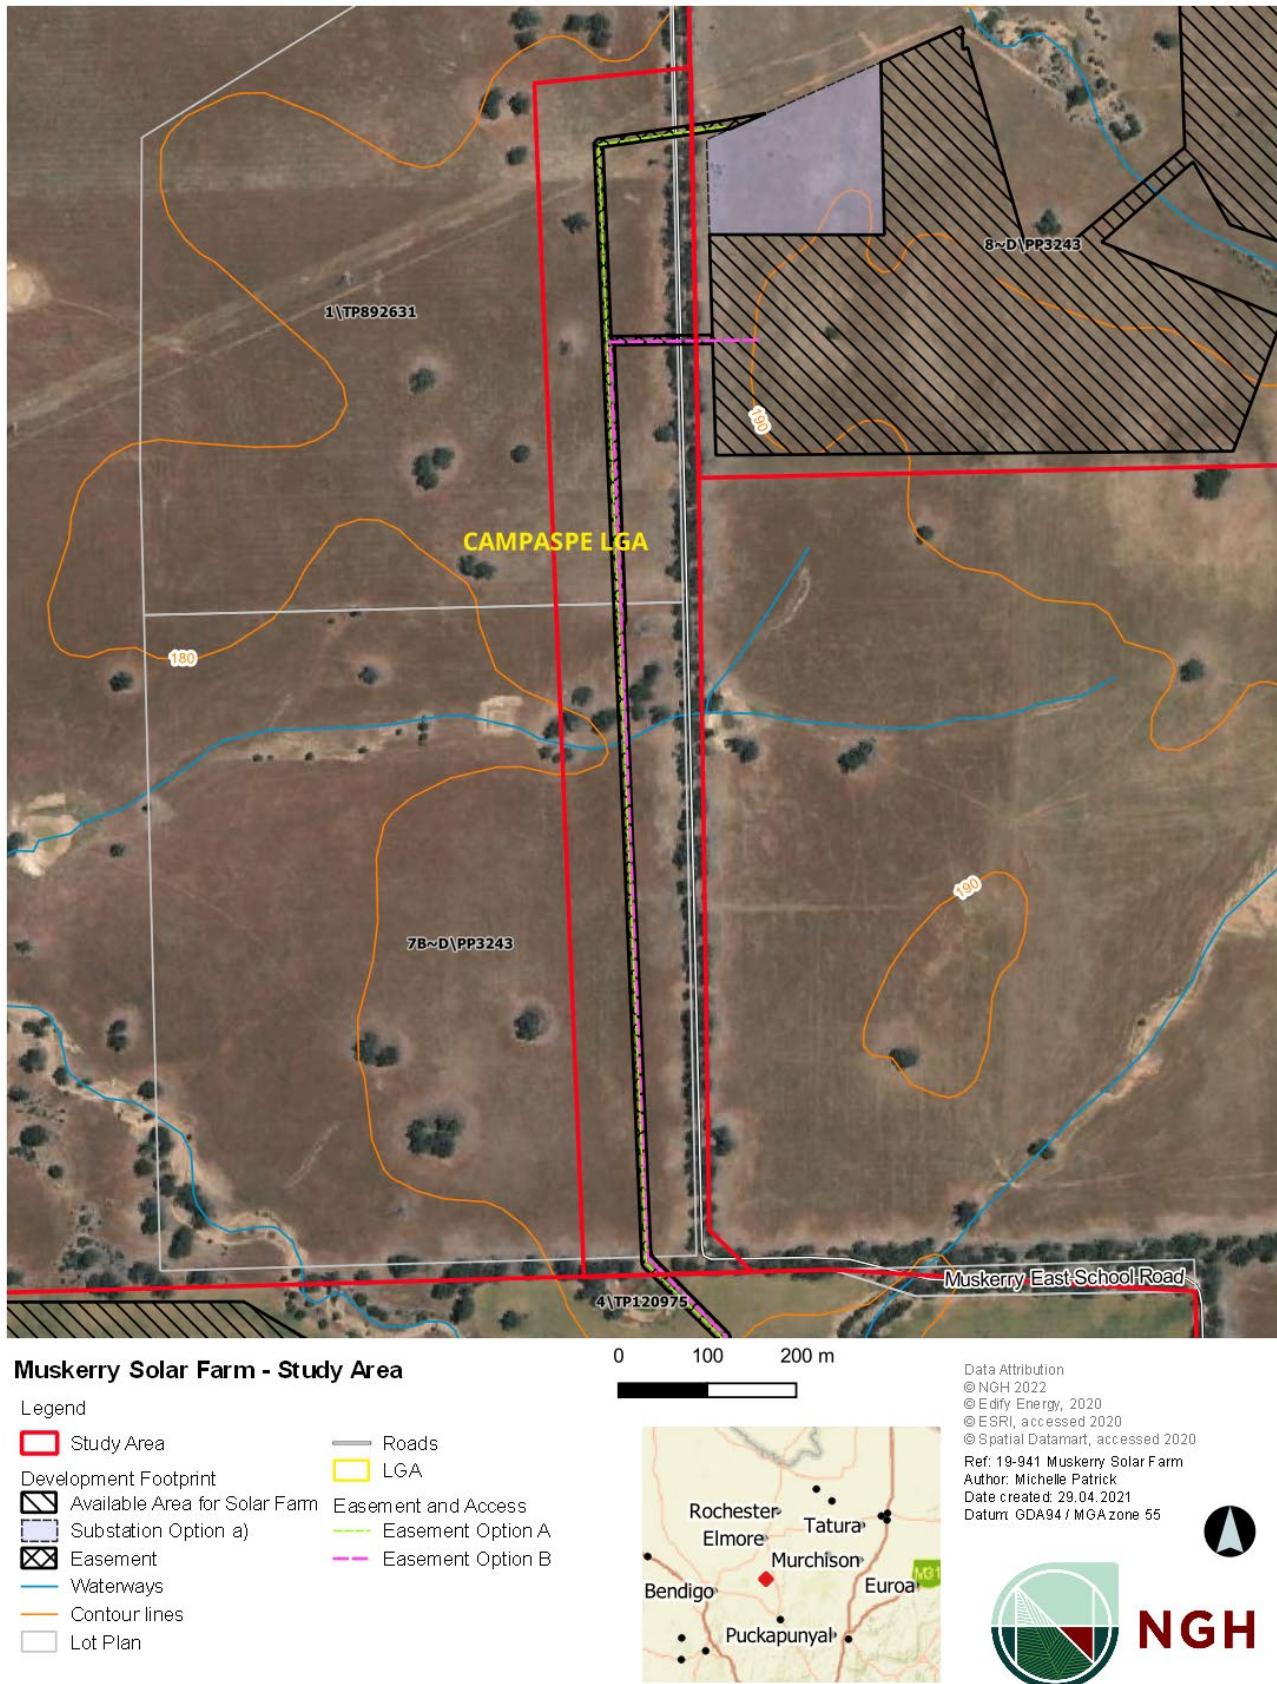 8~D\PP3243
1\TP892631
190
CAMPASPE LGA
180
190
7B~D\PP3243
Muskerry East School Road
4\TP120975
Muskerry Solar Farm - Study Area
Legend
Study Area
Development Footprint
Available Area for Solar Farm
Substation Option a)
Easement
Waterways
Contour lines
Lot Plan
Roads
LGA
Easement and Access
Easement Option A
Easement Option B
0 100 200 m
Rochester
Tatura
Elmore
Murchison
M31
Bendigo
Euroa
Puckapunyal
Data Attribution
© NGH 2022
© Edify Energy, 2020
© ESRI, accessed 2020
© Spatial Datamart, accessed 2020
Ref: 19-941 Muskerry Solar Farm
Author: Michelle Patrick
Date created: 29.04.2021
Datum: GDA94 / MGA zone 55
NGH